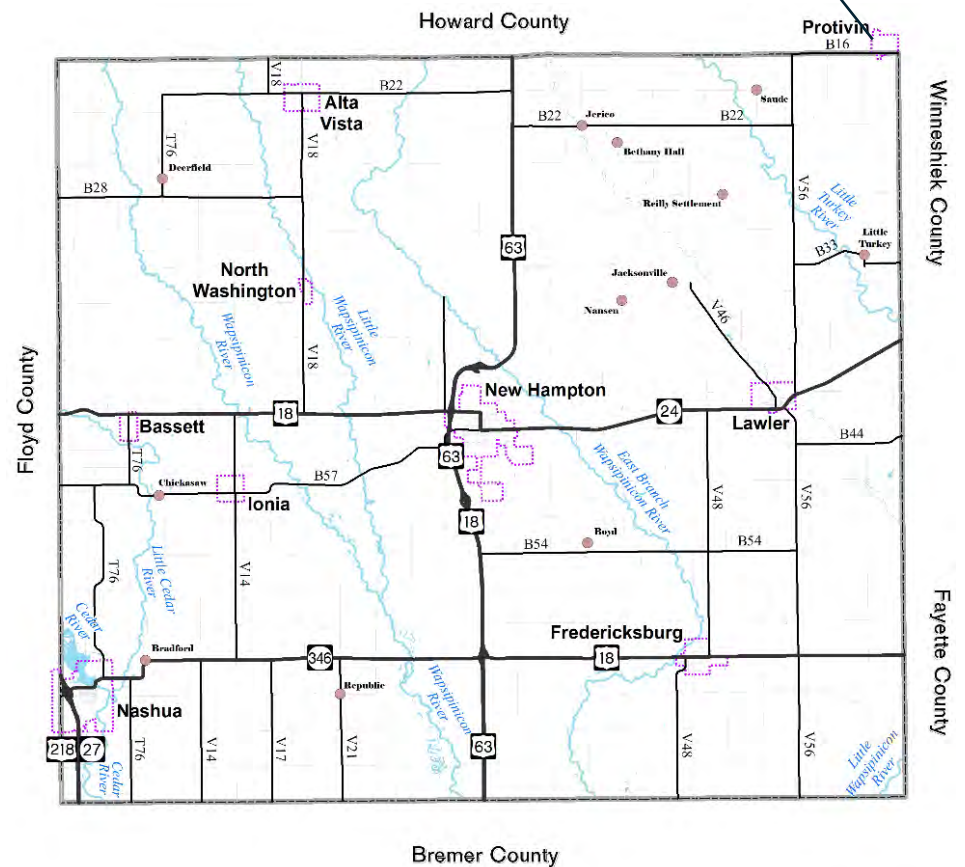 Howard County
Protivin
B16
V18
B22
Alta
Vista
Saude
B22
Jerico
B22
Bethany Hall
T76
V18
Deerfield
B28
Reilly Settlement
V56
Little
Turkey
River
Little
Turkey
B33
Winneshiek County
63
North
Washington
Jacksonville
Nansen
V46
Wapsipinicon
River
Little
Wapsipinicon
River
V18
Floyd County
New Hampton
18
24
Bassett
Lawler
T76
63
B57
B44
Chickasaw
Ionia
East Branch
Wapsipinicon River
V48
V56
18
Boyd
B54
B54
T76
Little Cedar
River
V14
Cedar
River
Fredericksburg
Fayette County
Bradford
346
18
Republic
Wapsipinicon
River
Nashua
218
27
Cedar
River
T76
V14
V17
V21
63
V48
V56
Little
Wapsipinicon
River
Bremer County